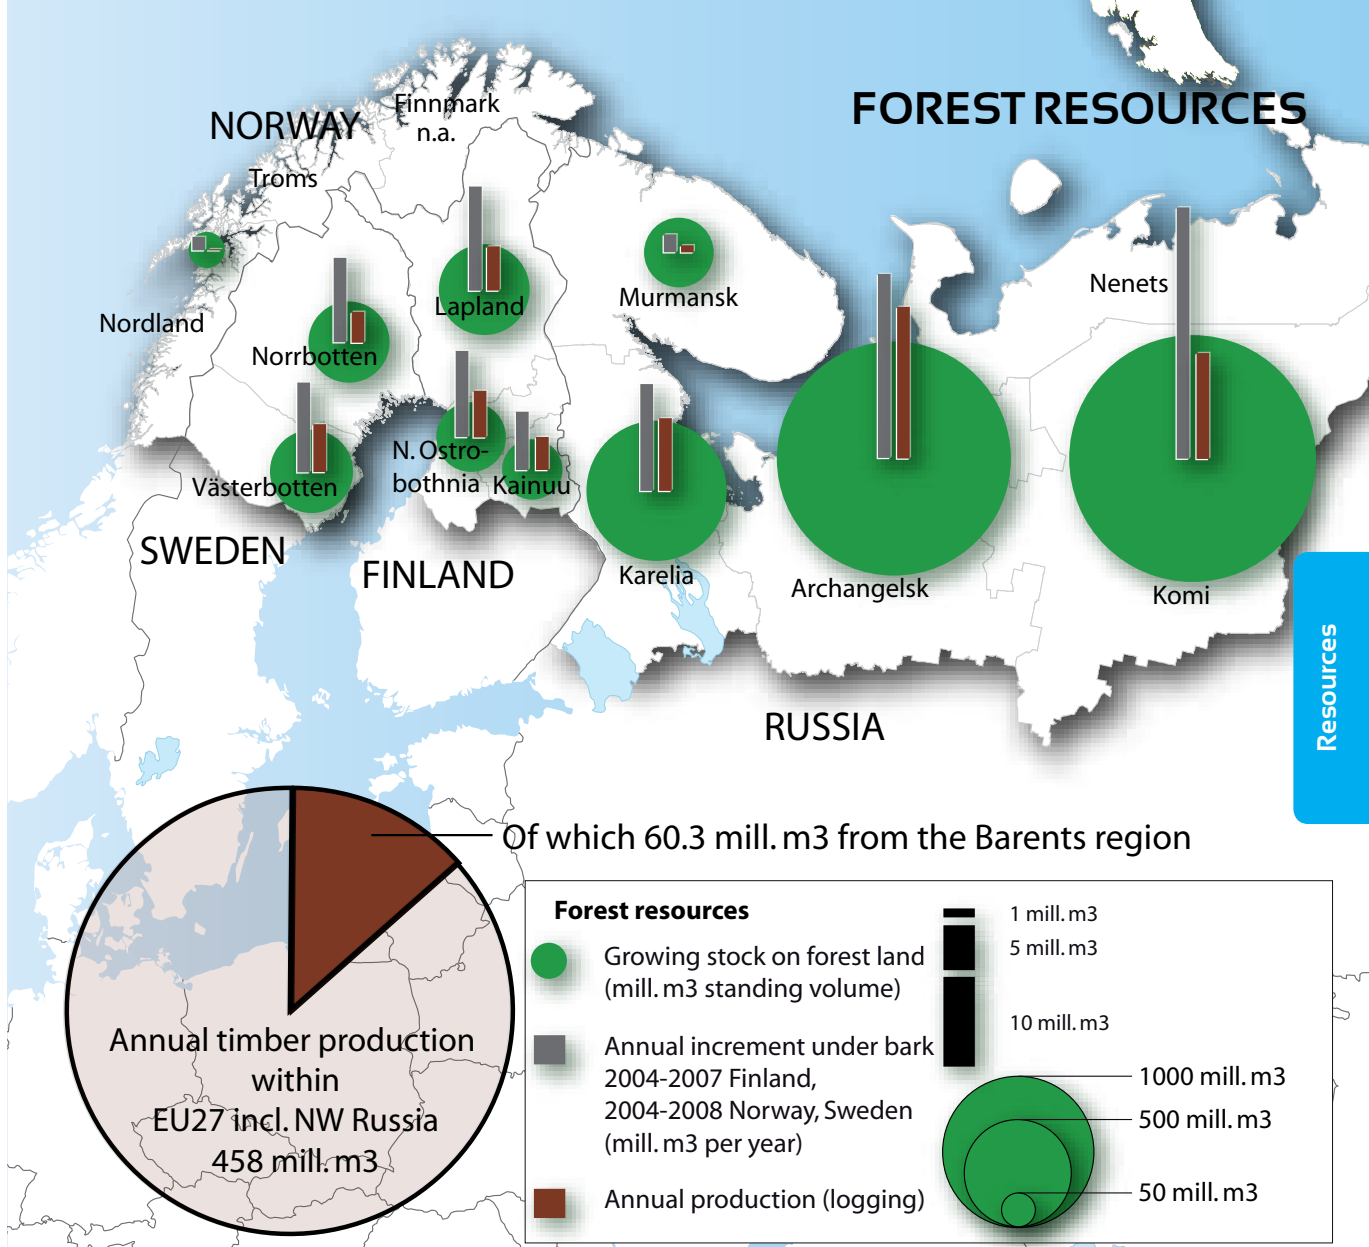 FOREST RESOURCES
NORWAY
Finnmark
n.a.
Troms
Nordland
Norrbotten
Lapland
Murmansk
Nenets
Västerbotten
N. Ostro-
bothnia
Kainuu
SWEDEN
FINLAND
Karelia
Archangelsk
Komi
RUSSIA
Resources
Of which 60.3 mill. m3 from the Barents region
Annual timber production
within
EU27 incl. NW Russia
458 mill. m3
Forest resources
Growing stock on forest land
(mill. m3 standing volume)
Annual increment under bark
2004-2007 Finland,
2004-2008 Norway, Sweden
(mill. m3 per year)
Annual production (logging)
1 mill. m3
5 mill. m3
10 mill. m3
1000 mill. m3
500 mill. m3
50 mill. m3